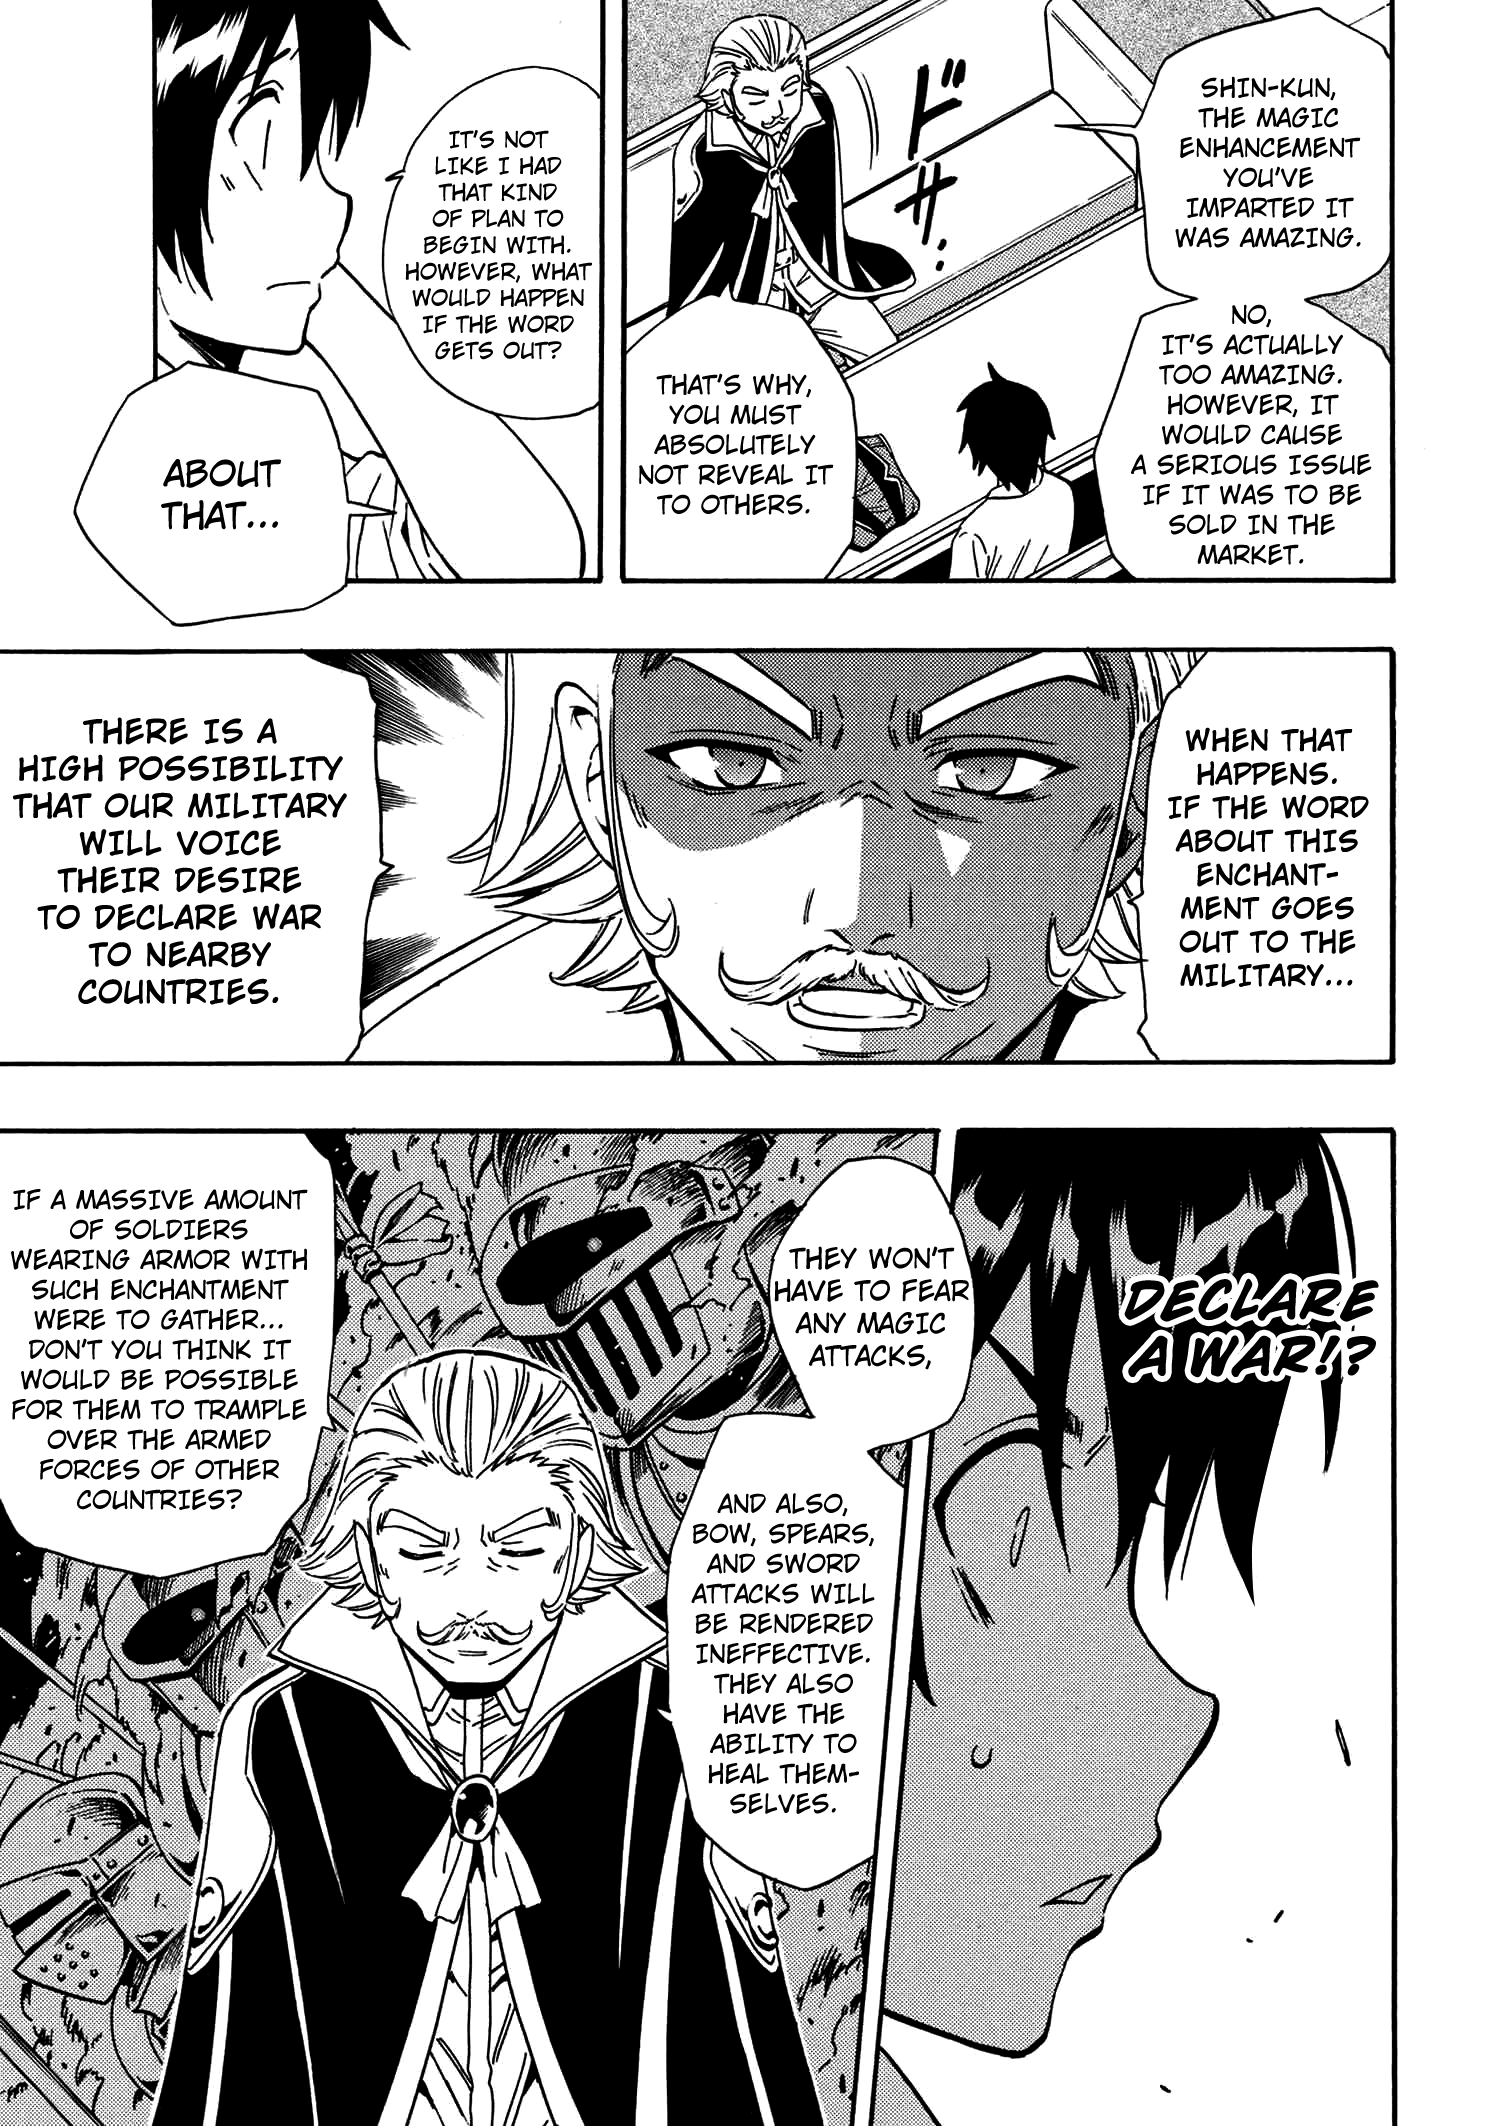 SHIN-KUN,
THE MAGIC
ENHANCEMENT
YOU'VE
IMPARTED IT
WAS AMAZING.
NO,
IT'S ACTUALLY
TOO AMAZING.
HOWEVER, IT
WOULD CAUSE
A SERIOUS ISSUE
IF IT WAS TO BE
SOLD IN THE
MARKET.
ドサ…
THAT'S WHY,
YOU MUST
ABSOLUTELY
NOT REVEAL IT
TO OTHERS.
IT'S NOT
LIKE I HAD
THAT KIND
OF PLAN TO
BEGIN WITH.
HOWEVER, WHAT
WOULD HAPPEN
IF THE WORD
GETS OUT?
ABOUT
THAT...
WHEN THAT
HAPPENS.
IF THE WORD
ABOUT THIS
ENCHANT-
MENT GOES
OUT TO THE
MILITARY...
THERE IS A
HIGH POSSIBILITY
THAT OUR MILITARY
WILL VOICE
THEIR DESIRE
TO DECLARE WAR
TO NEARBY
COUNTRIES.
DECLARE
A WAR!?
THEY WON'T
HAVE TO FEAR
ANY MAGIC
ATTACKS,
AND ALSO,
BOW, SPEARS,
AND SWORD
ATTACKS WILL
BE RENDERED
INEFFECTIVE.
THEY ALSO
HAVE THE
ABILITY TO
HEAL THEM-
SELVES.
IF A MASSIVE AMOUNT
OF SOLDIERS
WEARING ARMOR WITH
SUCH ENCHANTMENT
WERE TO GATHER...
DON'T YOU THINK IT
WOULD BE POSSIBLE
FOR THEM TO TRAMPLE
OVER THE ARMED
FORCES OF OTHER
COUNTRIES?